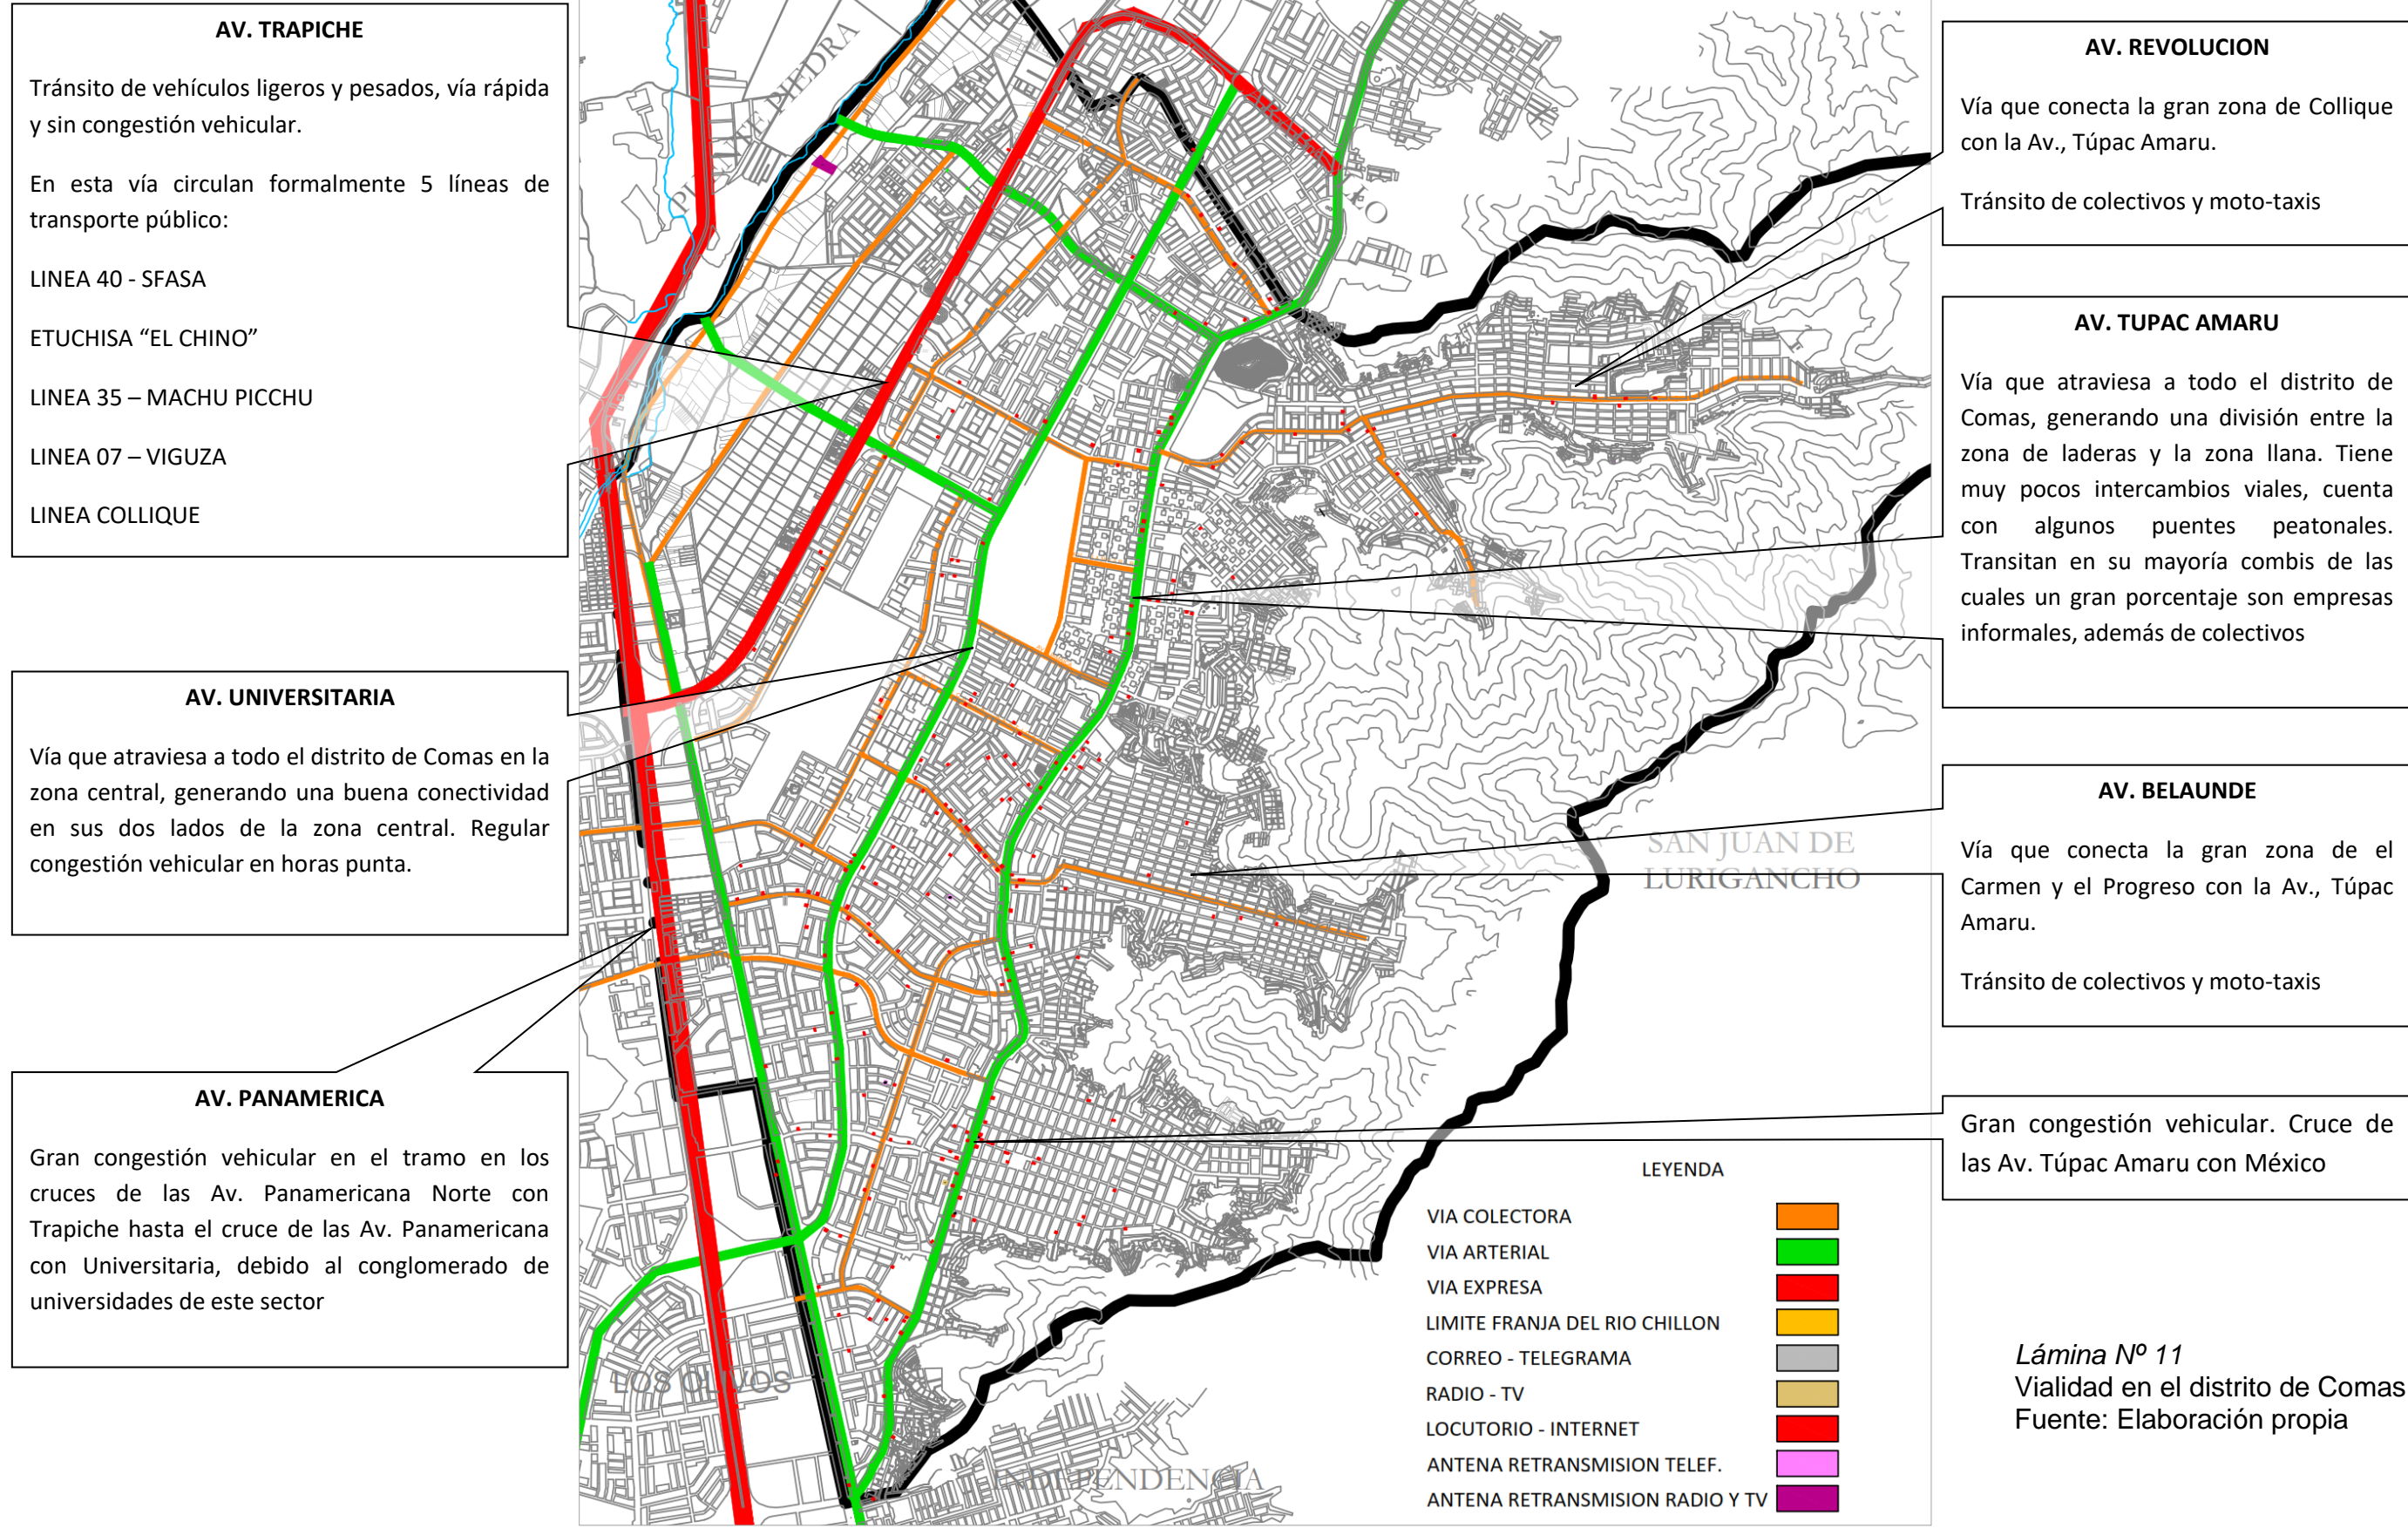 AV. TRAPICHE
Tránsito de vehículos ligeros y pesados, vía rápida
y sin congestión vehicular.
En esta vía circulan formalmente 5 líneas de
transporte público:
LINEA 40 - SFASA
ETUCHISA “EL CHINO”
LINEA 35 – MACHU PICCHU
LINEA 07 – VIGUZA
LINEA COLLIQUE
AV. UNIVERSITARIA
Vía que atraviesa a todo el distrito de Comas en la
zona central, generando una buena conectividad
en sus dos lados de la zona central. Regular
congestión vehicular en horas punta.
AV. PANAMERICA
Gran congestión vehicular en el tramo en los
cruces de las Av. Panamericana Norte con
Trapiche hasta el cruce de las Av. Panamericana
con Universitaria, debido al conglomerado de
universidades de este sector
SAN JUAN DE
LURIGANCHO
LOS OLIVOS
INDEPENDENCIA
LEYENDA
VIA COLECTORA
VIA ARTERIAL
VIA EXPRESA
LIMITE FRANJA DEL RIO CHILLON
CORREO - TELEGRAMA
RADIO - TV
LOCUTORIO - INTERNET
ANTENA RETRANSMISION TELEF.
ANTENA RETRANSMISION RADIO Y TV
AV. REVOLUCION
Vía que conecta la gran zona de Collique
con la Av., Túpac Amaru.
Tránsito de colectivos y moto-taxis
AV. TUPAC AMARU
Vía que atraviesa a todo el distrito de
Comas, generando una división entre la
zona de laderas y la zona llana. Tiene
muy pocos intercambios viales, cuenta
con algunos puentes peatonales.
Transitan en su mayoría combis de las
cuales un gran porcentaje son empresas
informales, además de colectivos
AV. BELAUNDE
Vía que conecta la gran zona de el
Carmen y el Progreso con la Av., Túpac
Amaru.
Tránsito de colectivos y moto-taxis
Gran congestión vehicular. Cruce de
las Av. Túpac Amaru con México
Lámina Nº 11
Vialidad en el distrito de Comas
Fuente: Elaboración propia